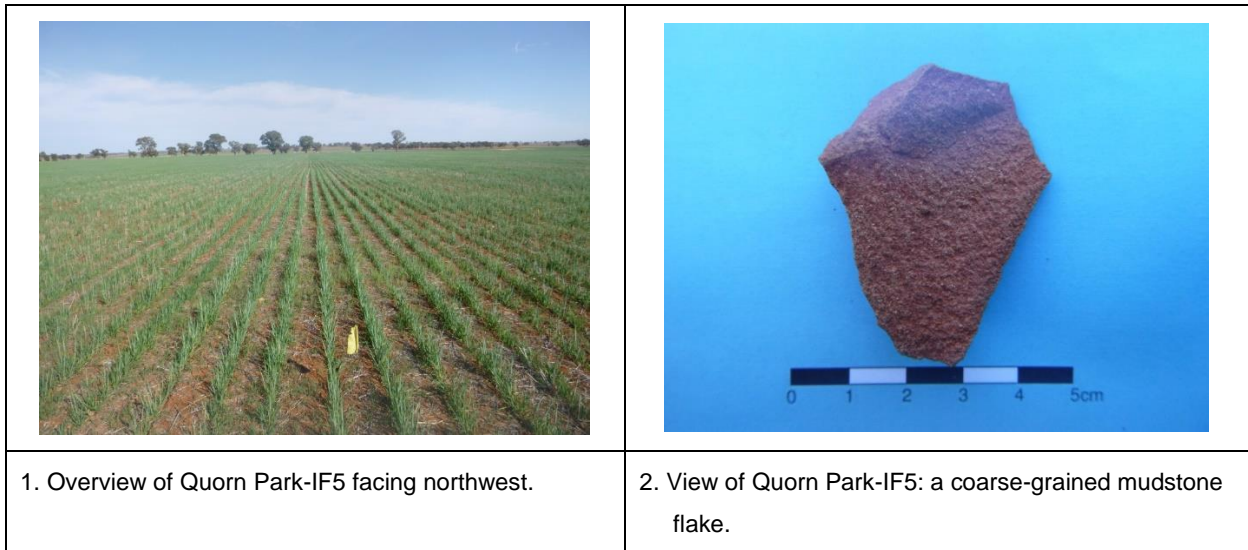 0 1 2 3 4 5cm
1. Overview of Quorn Park-IF5 facing northwest.
2. View of Quorn Park-IF5: a coarse-grained mudstone
flake.